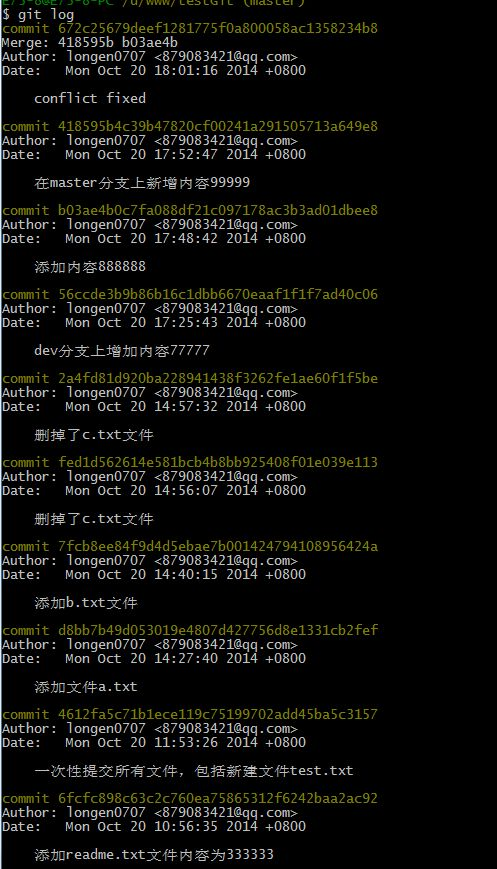 $ git log
commit 672c25679deef1281775f0a800058ac1358234b8
Merge: 418595b b03ae4b
Author: longen0707 <879083421@qq.com>
Date:   Mon Oct 20 18:01:16 2014 +0800
conflict fixed
commit 418595b4c39b47820cf00241a291505713a649e8
Author: longen0707 <879083421@qq.com>
Date:   Mon Oct 20 17:52:47 2014 +0800
在master分支上新增内容99999
commit b03ae4b0c7fa088df21c097178ac3b3ad01dbee8
Author: longen0707 <879083421@qq.com>
Date:   Mon Oct 20 17:48:42 2014 +0800
添加内容888888
commit 56ccde3b9b86b16c1dbb6670eaaf1f1f7ad40c06
Author: longen0707 <879083421@qq.com>
Date:   Mon Oct 20 17:25:43 2014 +0800
dev分支上增加内容77777
commit 2a4fd81d920ba228941438f3262fe1ae60f1f5be
Author: longen0707 <879083421@qq.com>
Date:   Mon Oct 20 14:57:32 2014 +0800
删掉了c.txt文件
commit fed1d562614e581bcb4b8bb925408f01e039e113
Author: longen0707 <879083421@qq.com>
Date:   Mon Oct 20 14:56:07 2014 +0800
删掉了c.txt文件
commit 7fcb8ee84f9d4d5ebae7b001424794108956424a
Author: longen0707 <879083421@qq.com>
Date:   Mon Oct 20 14:40:15 2014 +0800
添加b.txt文件
commit d8bb7b49d053019e4807d427756d8e1331cb2fef
Author: longen0707 <879083421@qq.com>
Date:   Mon Oct 20 14:27:40 2014 +0800
添加文件a.txt
commit 4612fa5c71b1ece119c75199702add45ba5c3157
Author: longen0707 <879083421@qq.com>
Date:   Mon Oct 20 11:53:26 2014 +0800
一次性提交所有文件，包括新建文件test.txt
commit 6fcfc898c63c2c760ea75865312f6242baa2ac92
Author: longen0707 <879083421@qq.com>
Date:   Mon Oct 20 10:56:35 2014 +0800
添加readme.txt文件内容为333333